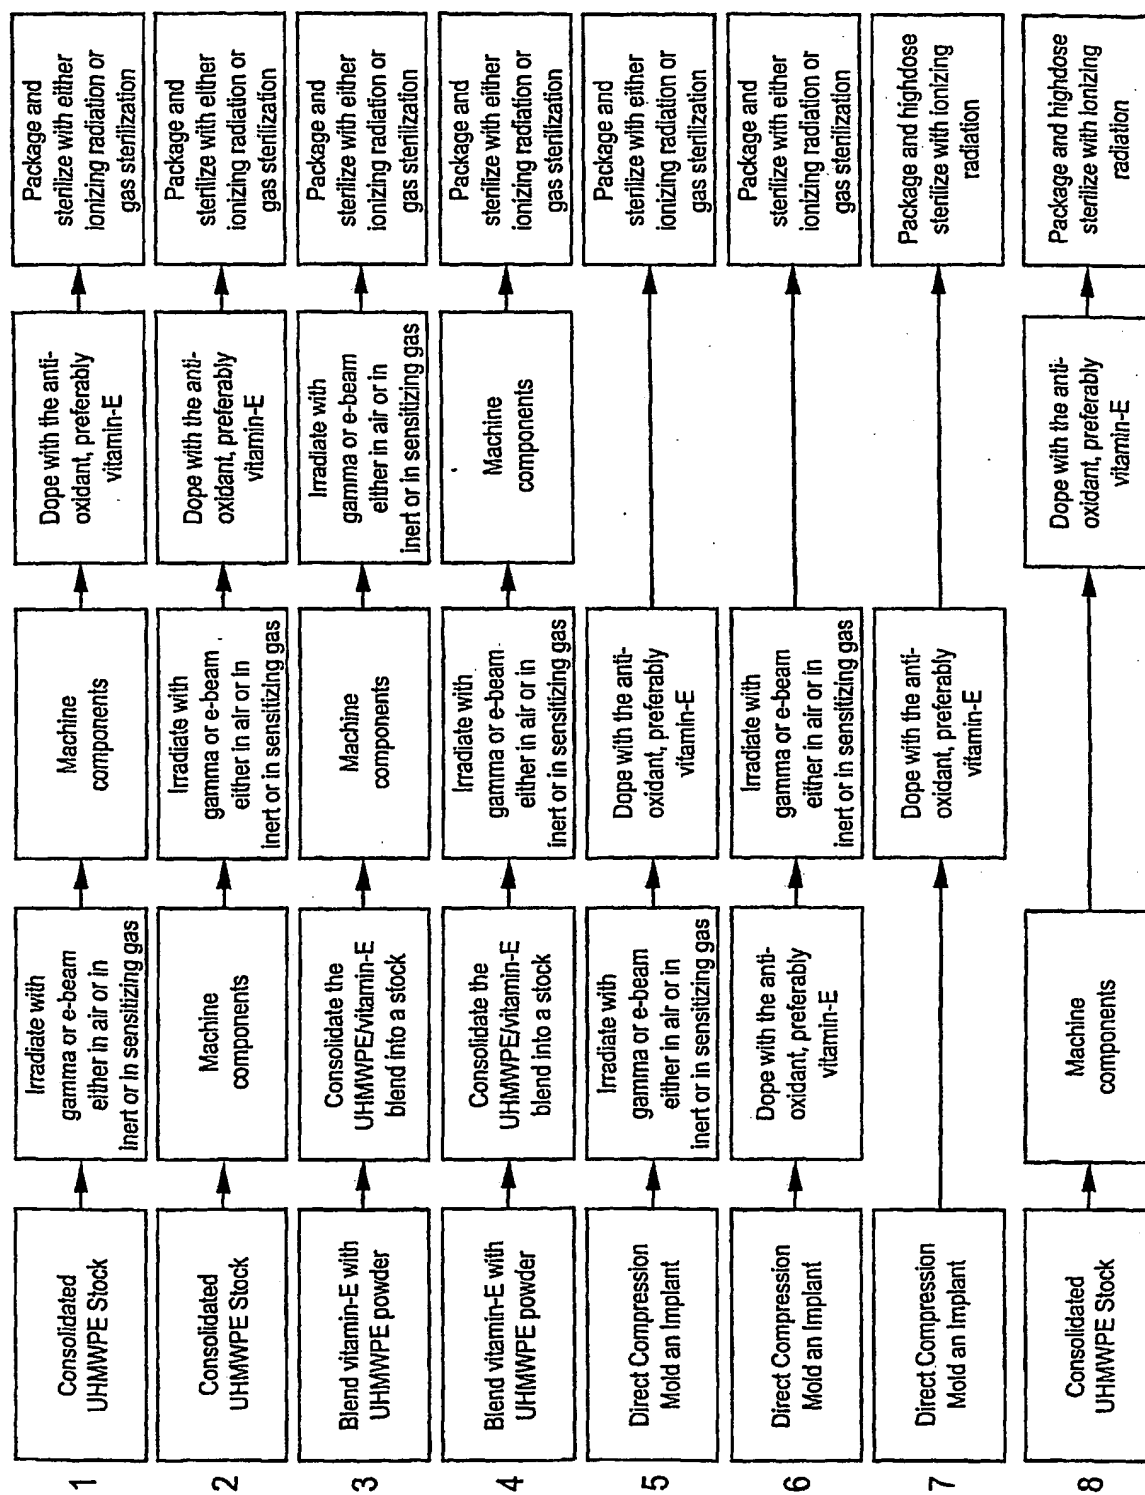 1
Consolidated
UHMWPE Stock
Irradiate with
gamma or e-beam
either in air or in
inert or in sensitizing gas
Machine
components
Dope with the anti-
oxidant, preferably
vitamin-E
Package and
sterilize with either
ionizing radiation or
gas sterilization
2
Consolidated
UHMWPE Stock
Machine
components
Irradiate with
gamma or e-beam
either in air or in
inert or in sensitizing gas
Dope with the anti-
oxidant, preferably
vitamin-E
Package and
sterilize with either
ionizing radiation or
gas sterilization
3
Blend vitamin-E with
UHMWPE powder
Consolidate the
UHMWPE/vitamin-E
blend into a stock
Machine
components
Irradiate with
gamma or e-beam
either in air or in
inert or in sensitizing gas
Package and
sterilize with either
ionizing radiation or
gas sterilization
4
Blend vitamin-E with
UHMWPE powder
Consolidate the
UHMWPE/vitamin-E
blend into a stock
Irradiate with
gamma or e-beam
either in air or in
inert or in sensitizing gas
Machine
components
Package and
sterilize with either
ionizing radiation or
gas sterilization
5
Direct Compression
Mold an Implant
Irradiate with
gamma or e-beam
either in air or in
inert or in sensitizing gas
Dope with the anti-
oxidant, preferably
vitamin-E
Package and
sterilize with either
ionizing radiation or
gas sterilization
6
Direct Compression
Mold an Implant
Dope with the anti-
oxidant, preferably
vitamin-E
Irradiate with
gamma or e-beam
either in air or in
inert or in sensitizing gas
Package and
sterilize with either
ionizing radiation or
gas sterilization
7
Direct Compression
Mold an Implant
Dope with the anti-
oxidant, preferably
vitamin-E
Package and highdose
sterilize with ionizing
radiation
8
Consolidated
UHMWPE Stock
Machine
components
Dope with the anti-
oxidant, preferably
vitamin-E
Package and highdose
sterilize with ionizing
radiation